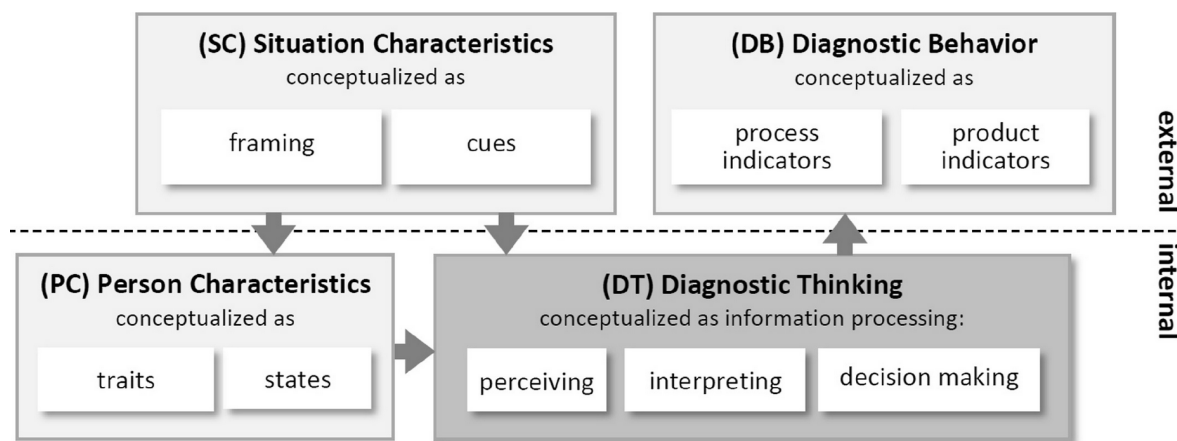 (SC) Situation Characteristics
conceptualized as
framing
cues
(DB) Diagnostic Behavior
conceptualized as
process
indicators
product
indicators
external
internal
(PC) Person Characteristics
conceptualized as
traits
states
(DT) Diagnostic Thinking
conceptualized as information processing:
perceiving
interpreting
decision making